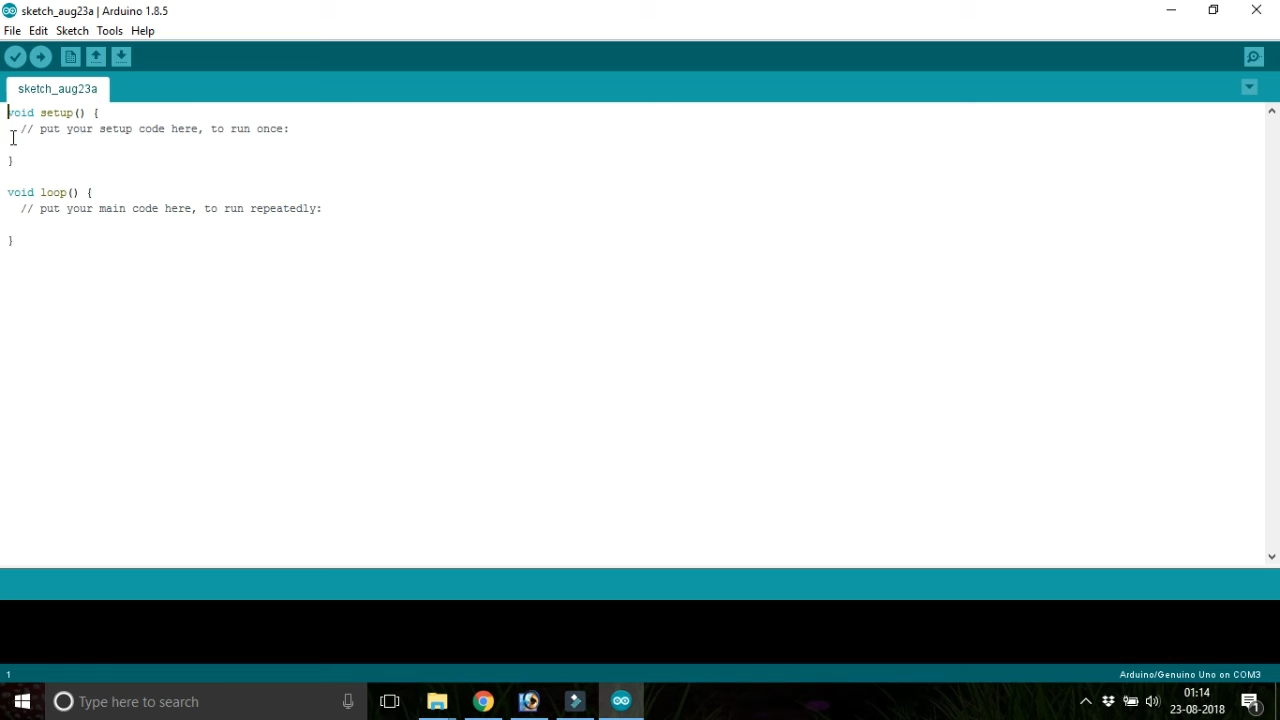 sketch_aug23a | Arduino 1.8.5
File Edit Sketch Tools Help
sketch_aug23a
void setup() {
// put your setup code here, to run once:
}
void loop() {
// put your main code here, to run repeatedly:
}
1
Arduino/Genuino Uno on COM3
Type here to search
01:14
23-08-2018
1